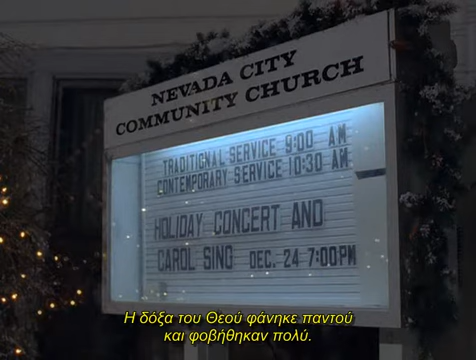 NEVADA CITY
COMMUNITY CHURCH
TRADITIONAL SERVICE 9:00 AM
CONTEMPORARY SERVICE 10:30 AM
HOLIDAY CONCERT AND
CAROL SING DEC. 24 7:00PM
Η δόξα του Θεού φάνηκε παντού
και φοβήθηκαν πολύ.